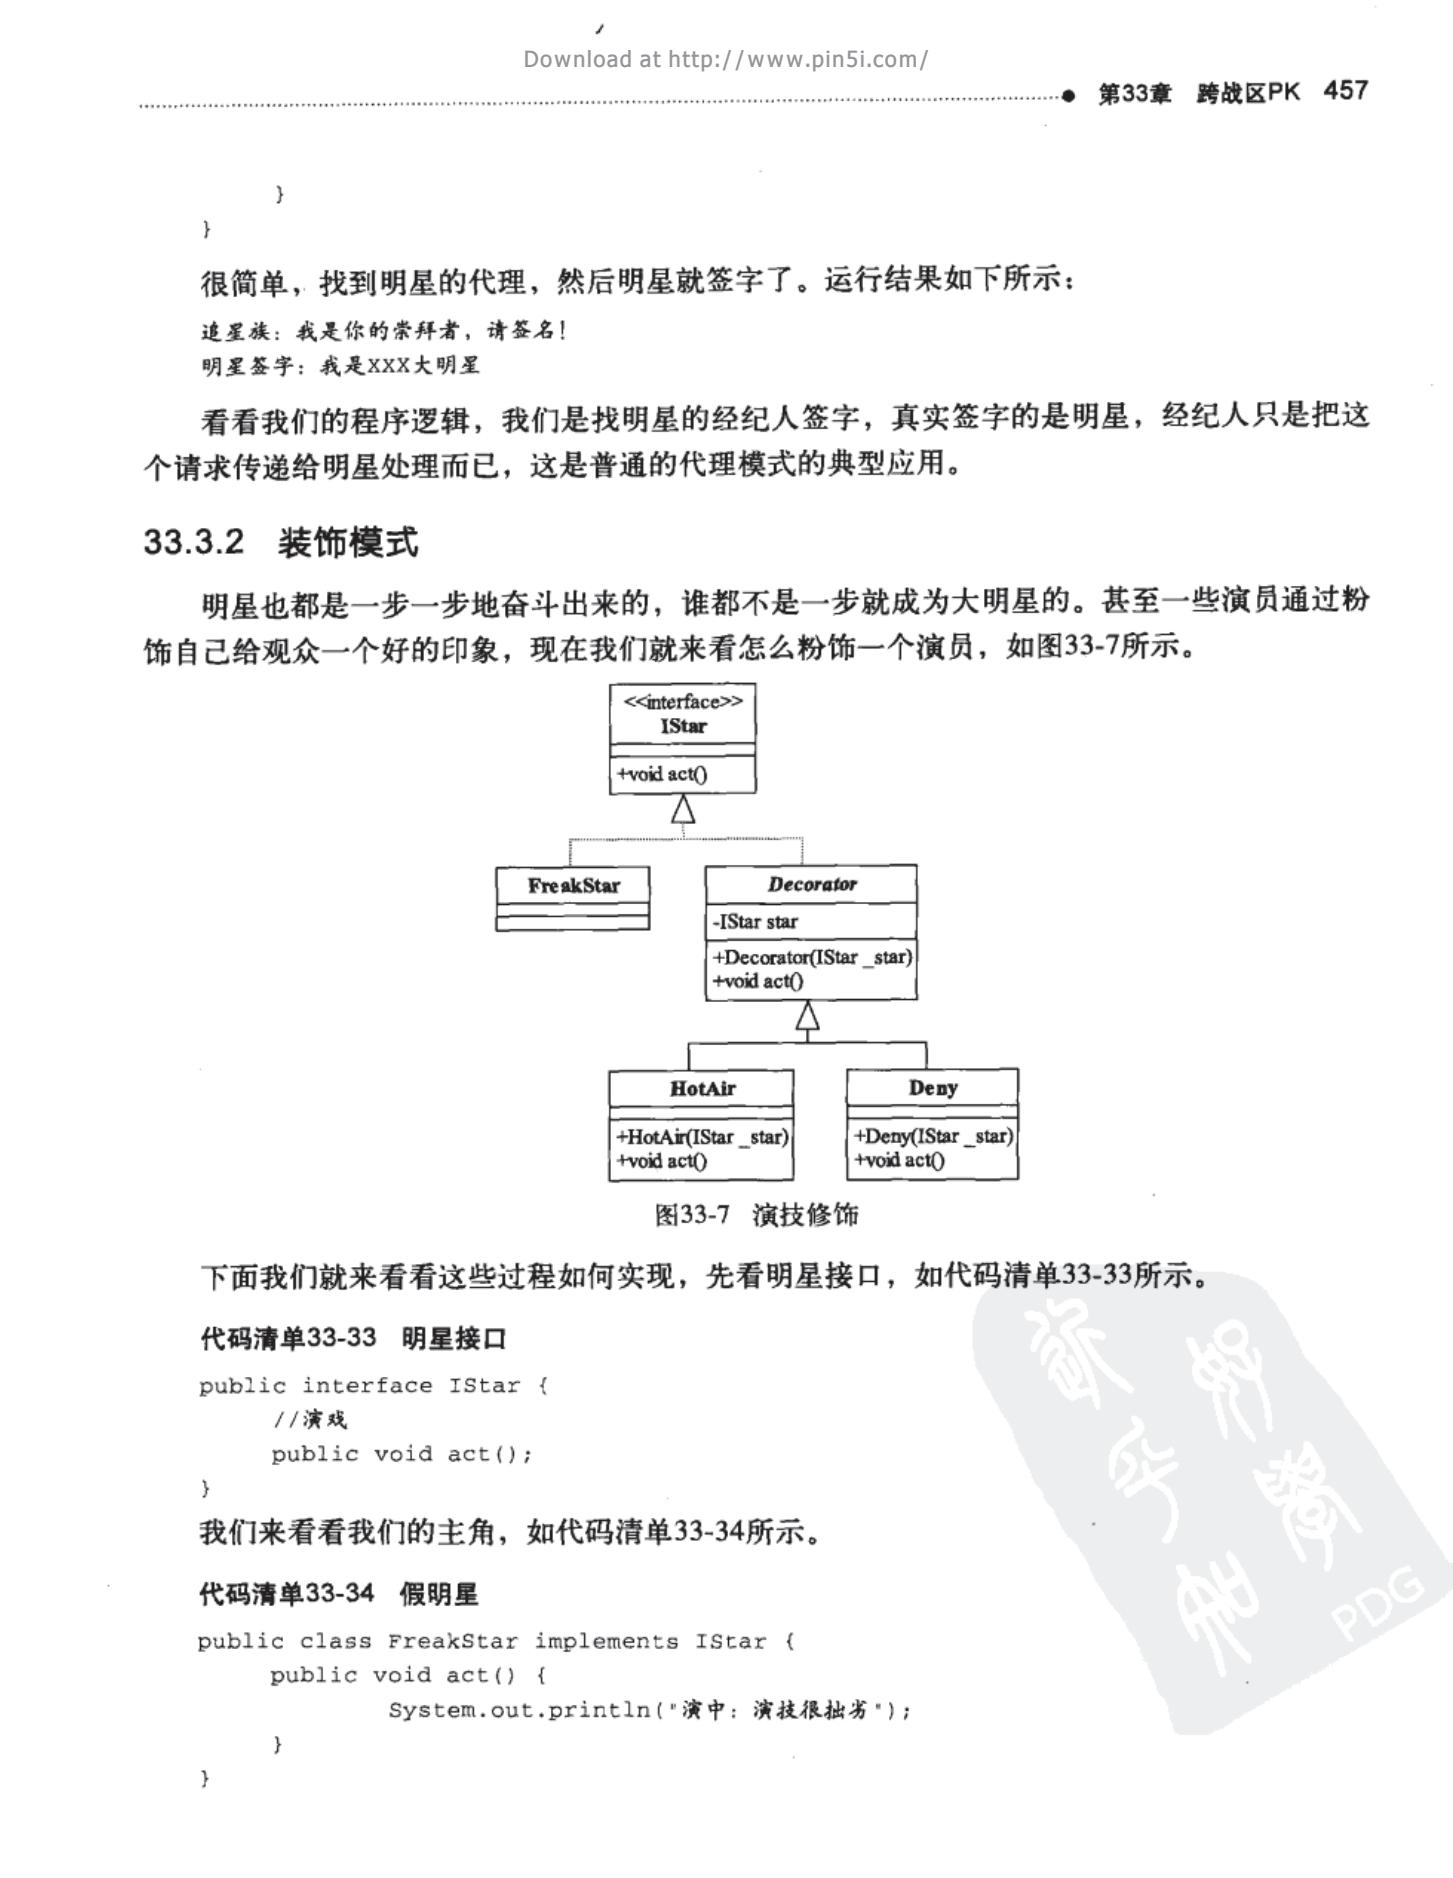 Download at http://www.pin5i.com/
第33章 跨战区PK 457
}
}
很简单，找到明星的代理，然后明星就签字了。运行结果如下所示：
追星族：我是你的崇拜者，请签名！
明星签字：我是XXX大明星
看看我们的程序逻辑，我们是找明星的经纪人签字，真实签字的是明星，经纪人只是把这
个请求传递给明星处理而已，这是普通的代理模式的典型应用。
33.3.2 装饰模式
明星也都是一步一步地奋斗出来的，谁都不是一步就成为大明星的。甚至一些演员通过粉
饰自己给观众一个好的印象，现在我们就来看怎么粉饰一个演员，如图33-7所示。
<<interface>>
IStar
+void act()
FreakStar
Decorator
-IStar star
+Decorator(IStar _star)
+void act()
HotAir
+HotAir(IStar _star)
+void act()
Deny
+Deny(IStar _star)
+void act()
图33-7 演技修饰
下面我们就来看看这些过程如何实现，先看明星接口，如代码清单33-33所示。
代码清单33-33 明星接口
public interface IStar {
//演戏
public void act();
}
我们来看看我们的主角，如代码清单33-34所示。
代码清单33-34 假明星
public class FreakStar implements IStar {
public void act() {
System.out.println("演中：演技很拙劣");
}
}
PDG